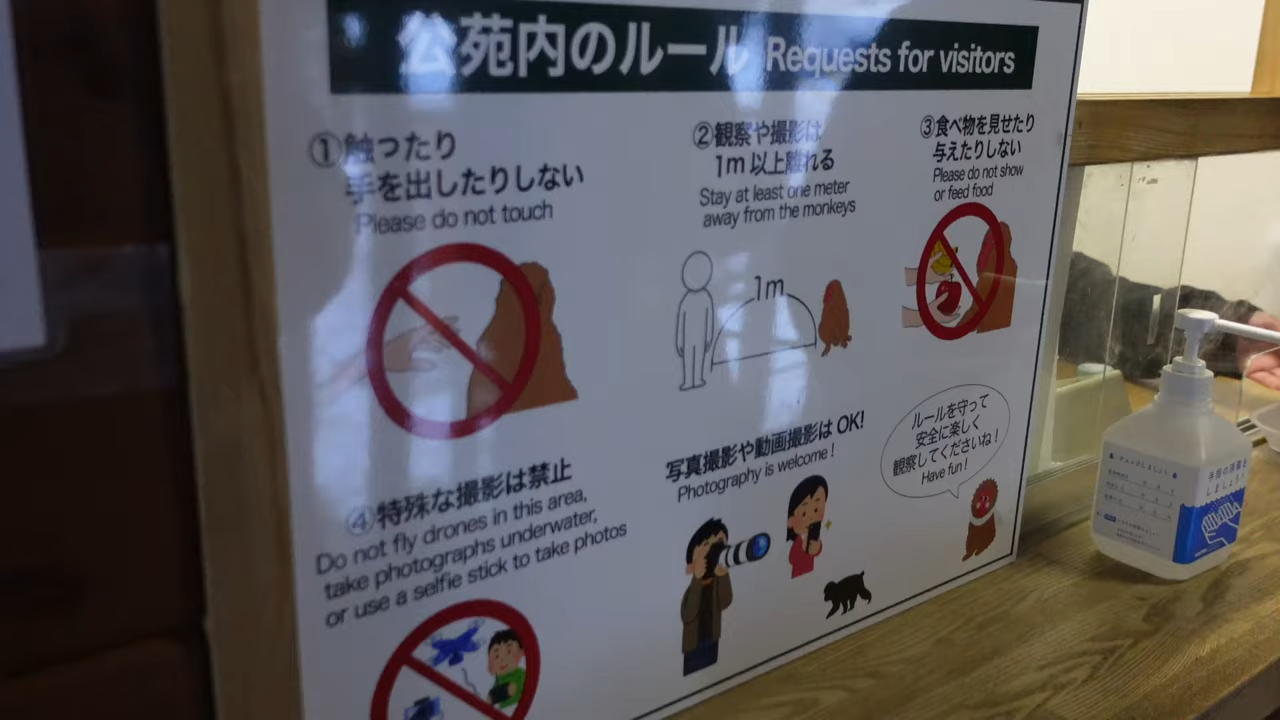 公苑内のルール Requests for visitors
①触ったり
手を出したりしない
Please do not touch
②観察や撮影は
1m以上離れる
Stay at least one meter
away from the monkeys
1m
③食べ物を見せたり
与えたりしない
Please do not show
or feed food
④特殊な撮影は禁止
Do not fly drones in this area,
take photographs underwater,
or use a selfie stick to take photos
写真撮影や動画撮影はOK!
Photography is welcome!
ルールを守って
安全に楽しく
観察してくださいね!
Have fun!
手指の消毒を
しましょう